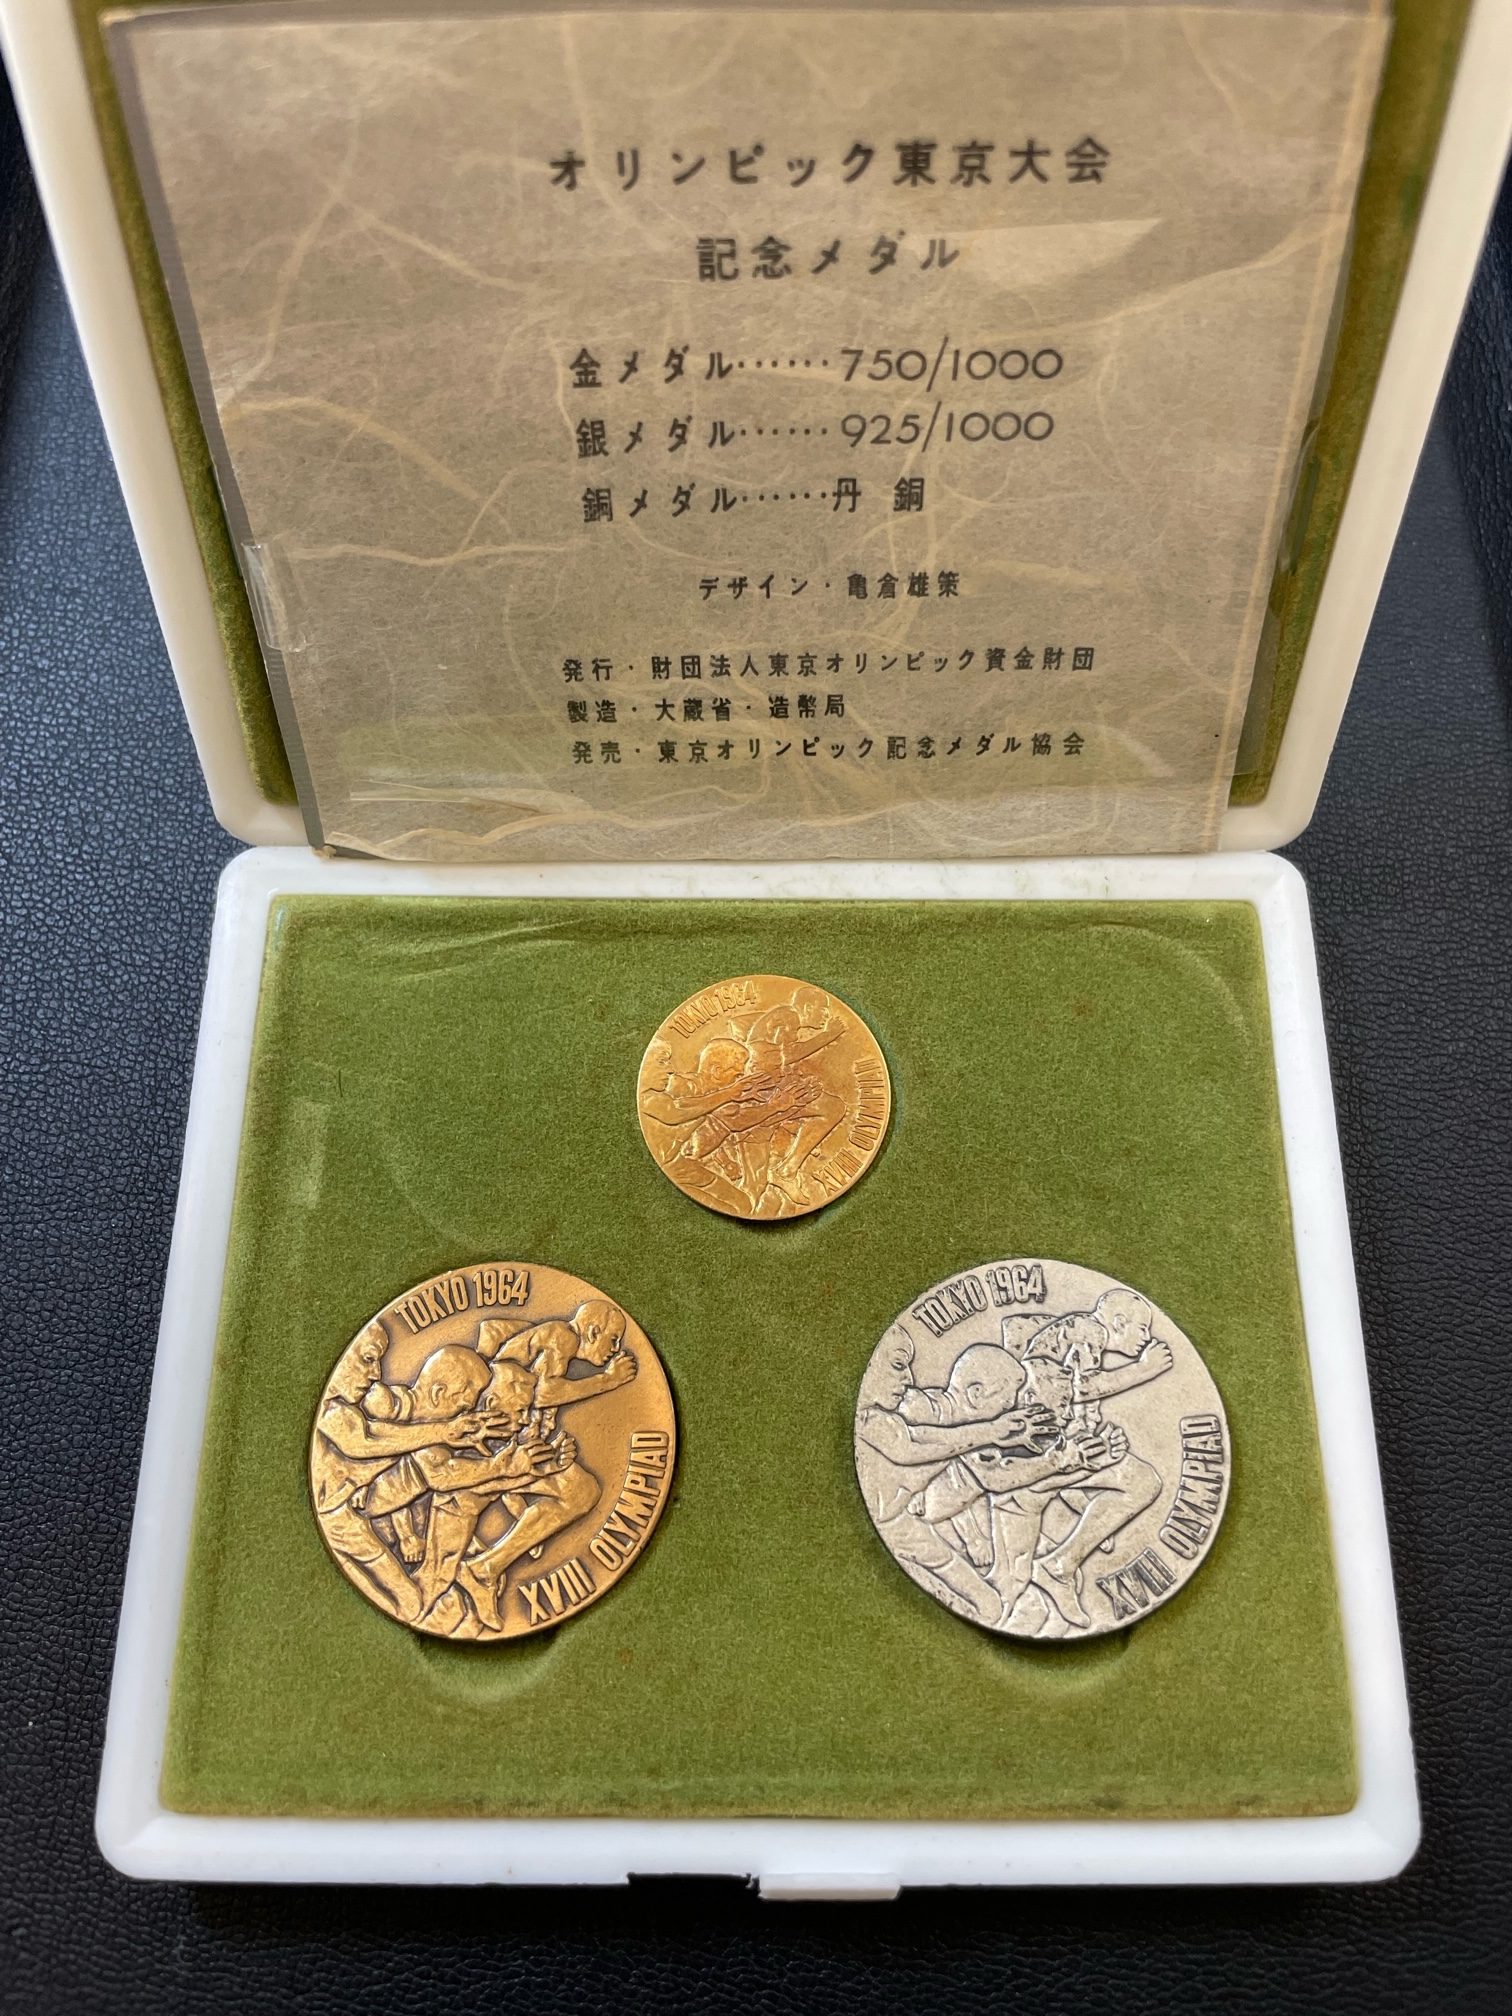 オリンピック東京大会
記念メダル
金メダル……750/1000
銀メダル……925/1000
銅メダル……丹 銅
デザイン・亀倉雄策
発行・財団法人東京オリンピック資金財団
製造・大蔵省・造幣局
発売・東京オリンピック記念メダル協会
TOKYO 1964
XVIII OLYMPIAD
TOKYO 1964
XVIII OLYMPIAD
TOKYO 1964
XVIII OLYMPIAD